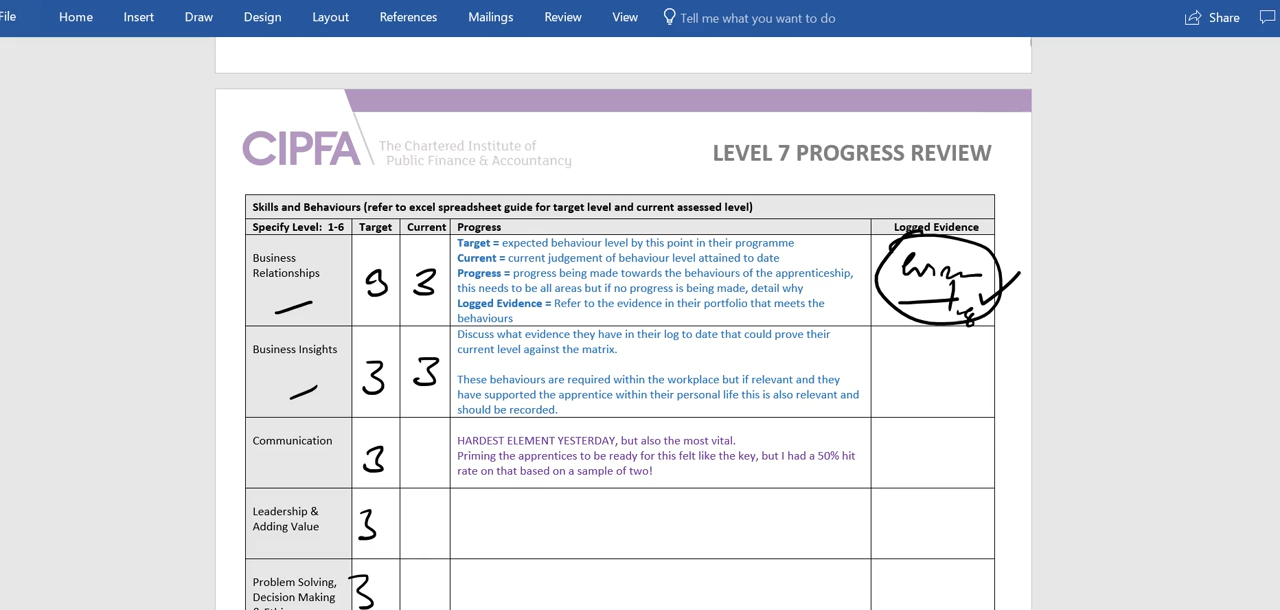 File Home Insert Draw Design Layout References Mailings Review View Tell me what you want to do Share
CIPFA The Chartered Institute of
Public Finance & Accountancy
LEVEL 7 PROGRESS REVIEW
Skills and Behaviours (refer to excel spreadsheet guide for target level and current assessed level)
Specify Level: 1-6 Target Current Progress Logged Evidence
Business
Relationships
3
Target = expected behaviour level by this point in their programme
Current = current judgement of behaviour level attained to date
Progress = progress being made towards the behaviours of the apprenticeship,
this needs to be all areas but if no progress is being made, detail why
Logged Evidence = Refer to the evidence in their portfolio that meets the
behaviours
Business Insights
3 3
Discuss what evidence they have in their log to date that could prove their
current level against the matrix.
These behaviours are required within the workplace but if relevant and they
have supported the apprentice within their personal life this is also relevant and
should be recorded.
Communication
3
HARDEST ELEMENT YESTERDAY, but also the most vital.
Priming the apprentices to be ready for this felt like the key, but I had a 50% hit
rate on that based on a sample of two!
Leadership &
Adding Value
3
Problem Solving,
Decision Making
3